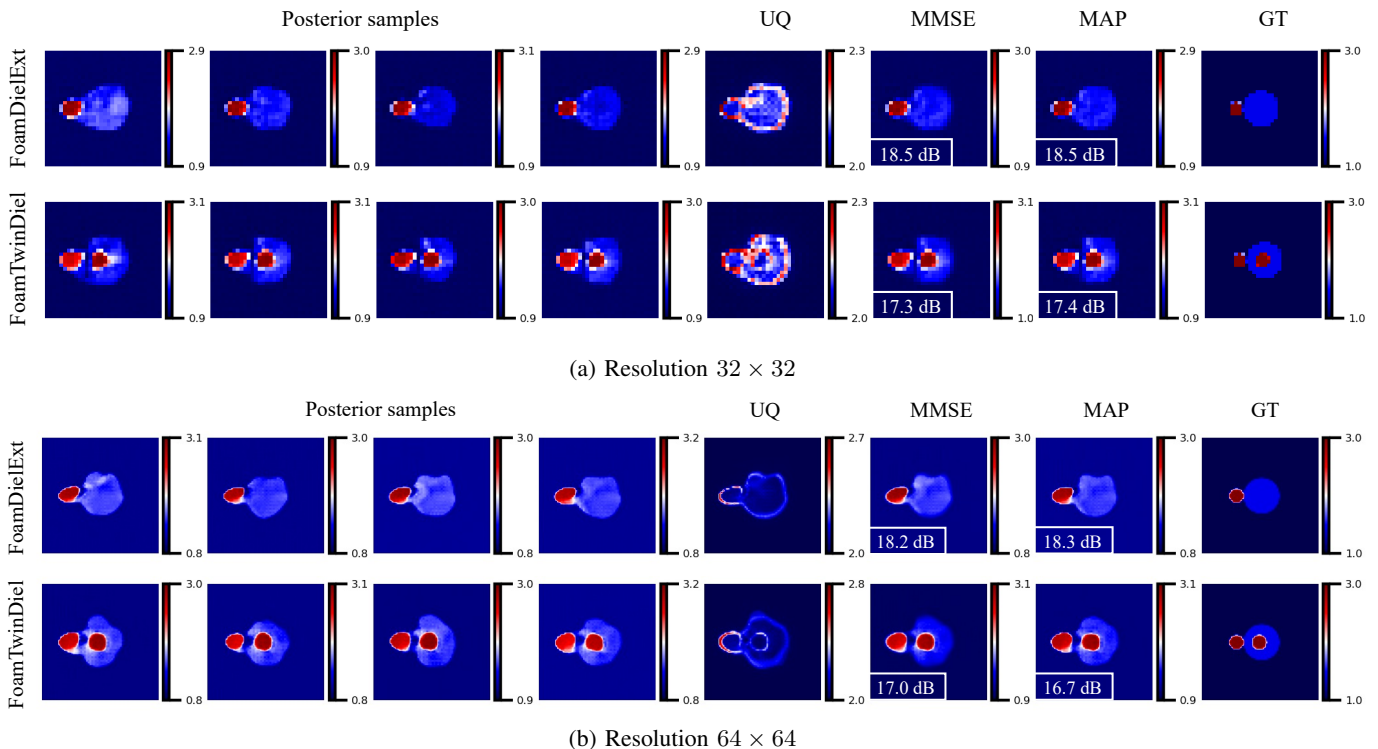 Posterior samples UQ MMSE MAP GT
FoamDielExt
2.9 3.0 3.1 2.9 2.3 3.0 2.9 3.0
18.5 dB 18.5 dB
0.9 0.9 0.9 0.9 2.0 0.9 0.9 1.0
FoamTwinDiel
3.1 3.0 3.1 3.0 2.3 3.1 3.1 3.0
17.3 dB 17.4 dB
0.9 0.9 0.9 0.9 2.0 1.0 0.9 1.0
(a) Resolution 32 × 32
Posterior samples UQ MMSE MAP GT
FoamDielExt
3.1 3.0 3.0 3.2 2.7 3.0 3.0 3.0
18.2 dB 18.3 dB
0.8 0.8 0.8 0.8 2.0 0.8 0.8 1.0
FoamTwinDiel
3.0 3.1 3.0 3.2 2.8 3.1 3.1 3.0
17.0 dB 16.7 dB
0.8 0.9 0.9 0.8 2.0 0.9 0.8 1.0
(b) Resolution 64 × 64